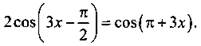 2cos(3x − π/2) = cos(π + 3x).